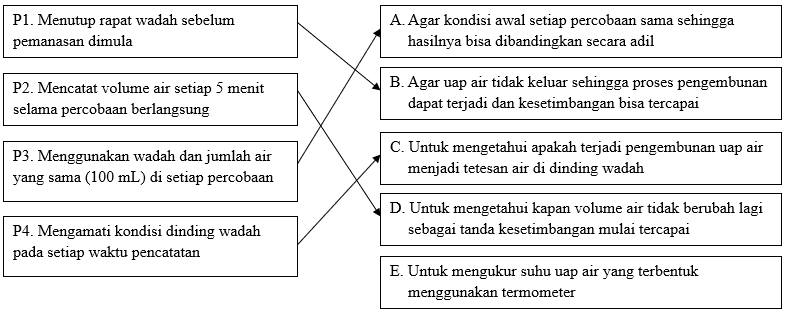 P1. Menutup rapat wadah sebelum
pemanasan dimula
P2. Mencatat volume air setiap 5 menit
selama percobaan berlangsung
P3. Menggunakan wadah dan jumlah air
yang sama (100 mL) di setiap percobaan
P4. Mengamati kondisi dinding wadah
pada setiap waktu pencatatan
A. Agar kondisi awal setiap percobaan sama sehingga
hasilnya bisa dibandingkan secara adil
B. Agar uap air tidak keluar sehingga proses pengembunan
dapat terjadi dan kesetimbangan bisa tercapai
C. Untuk mengetahui apakah terjadi pengembunan uap air
menjadi tetesan air di dinding wadah
D. Untuk mengetahui kapan volume air tidak berubah lagi
sebagai tanda kesetimbangan mulai tercapai
E. Untuk mengukur suhu uap air yang terbentuk
menggunakan termometer